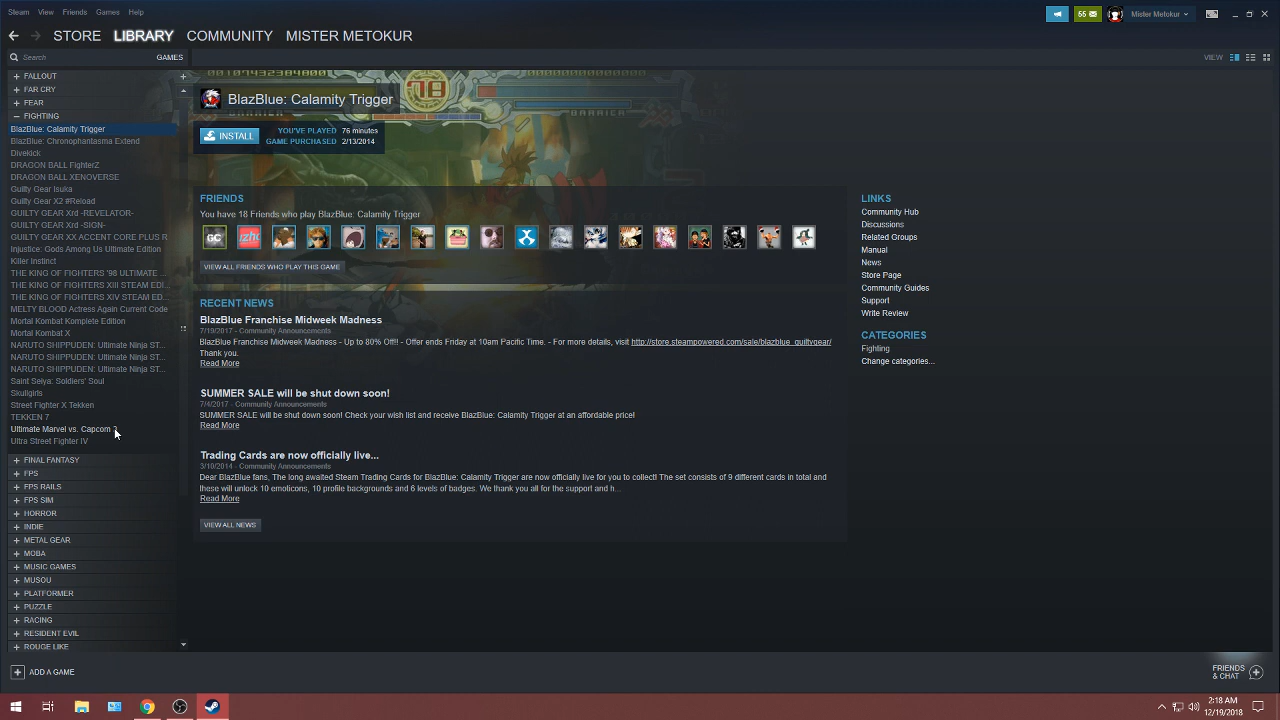 Steam View Friends Games Help
55 Mister Metokur
STORE LIBRARY COMMUNITY MISTER METOKUR
Search GAMES VIEW
FALLOUT
FAR CRY
FEAR
FIGHTING
BlazBlue: Calamity Trigger
BlazBlue: Chronophantasma Extend
Divekick
DRAGON BALL FighterZ
DRAGON BALL XENOVERSE
Guilty Gear Isuka
Guilty Gear X2 #Reload
GUILTY GEAR Xrd -REVELATOR-
GUILTY GEAR Xrd -SIGN-
GUILTY GEAR XX ACCENT CORE PLUS R
Injustice: Gods Among Us Ultimate Edition
Killer Instinct
THE KING OF FIGHTERS '98 ULTIMATE ...
THE KING OF FIGHTERS XIII STEAM EDI...
THE KING OF FIGHTERS XIV STEAM ED...
MELTY BLOOD Actress Again Current Code
Mortal Kombat Komplete Edition
Mortal Kombat X
NARUTO SHIPPUDEN: Ultimate Ninja ST...
NARUTO SHIPPUDEN: Ultimate Ninja ST...
NARUTO SHIPPUDEN: Ultimate Ninja ST...
Saint Seiya: Soldiers' Soul
Skullgirls
Street Fighter X Tekken
TEKKEN 7
Ultimate Marvel vs. Capcom
Ultra Street Fighter IV
FINAL FANTASY
FPS
FPS RAILS
FPS SIM
HORROR
INDIE
METAL GEAR
MOBA
MUSIC GAMES
MUSOU
PLATFORMER
PUZZLE
RACING
RESIDENT EVIL
ROUGE LIKE
ADD A GAME
78
BlazBlue: Calamity Trigger
INSTALL
YOU'VE PLAYED 76 minutes
GAME PURCHASED 2/13/2014
FRIENDS
You have 18 Friends who play BlazBlue: Calamity Trigger
GC
VIEW ALL FRIENDS WHO PLAY THIS GAME
RECENT NEWS
BlazBlue Franchise Midweek Madness
7/19/2017 - Community Announcements
BlazBlue Franchise Midweek Madness - Up to 80% Off!! - Offer ends Friday at 10am Pacific Time. - For more details, visit http://store.steampowered.com/sale/blazblue_guiltygear/
Thank you.
Read More
SUMMER SALE will be shut down soon!
7/4/2017 - Community Announcements
SUMMER SALE will be shut down soon! Check your wish list and receive BlazBlue: Calamity Trigger at an affordable price!
Read More
Trading Cards are now officially live...
3/10/2014 - Community Announcements
Dear BlazBlue fans, The long awaited Steam Trading Cards for BlazBlue: Calamity Trigger are now officially live for you to collect! The set consists of 9 different cards in total and
these will unlock 10 emoticons, 10 profile backgrounds and 6 levels of badges. We thank you all for the support and h...
Read More
VIEW ALL NEWS
LINKS
Community Hub
Discussions
Related Groups
Manual
News
Store Page
Community Guides
Support
Write Review
CATEGORIES
Fighting
Change categories...
FRIENDS
& CHAT
2:18 AM
12/19/2018